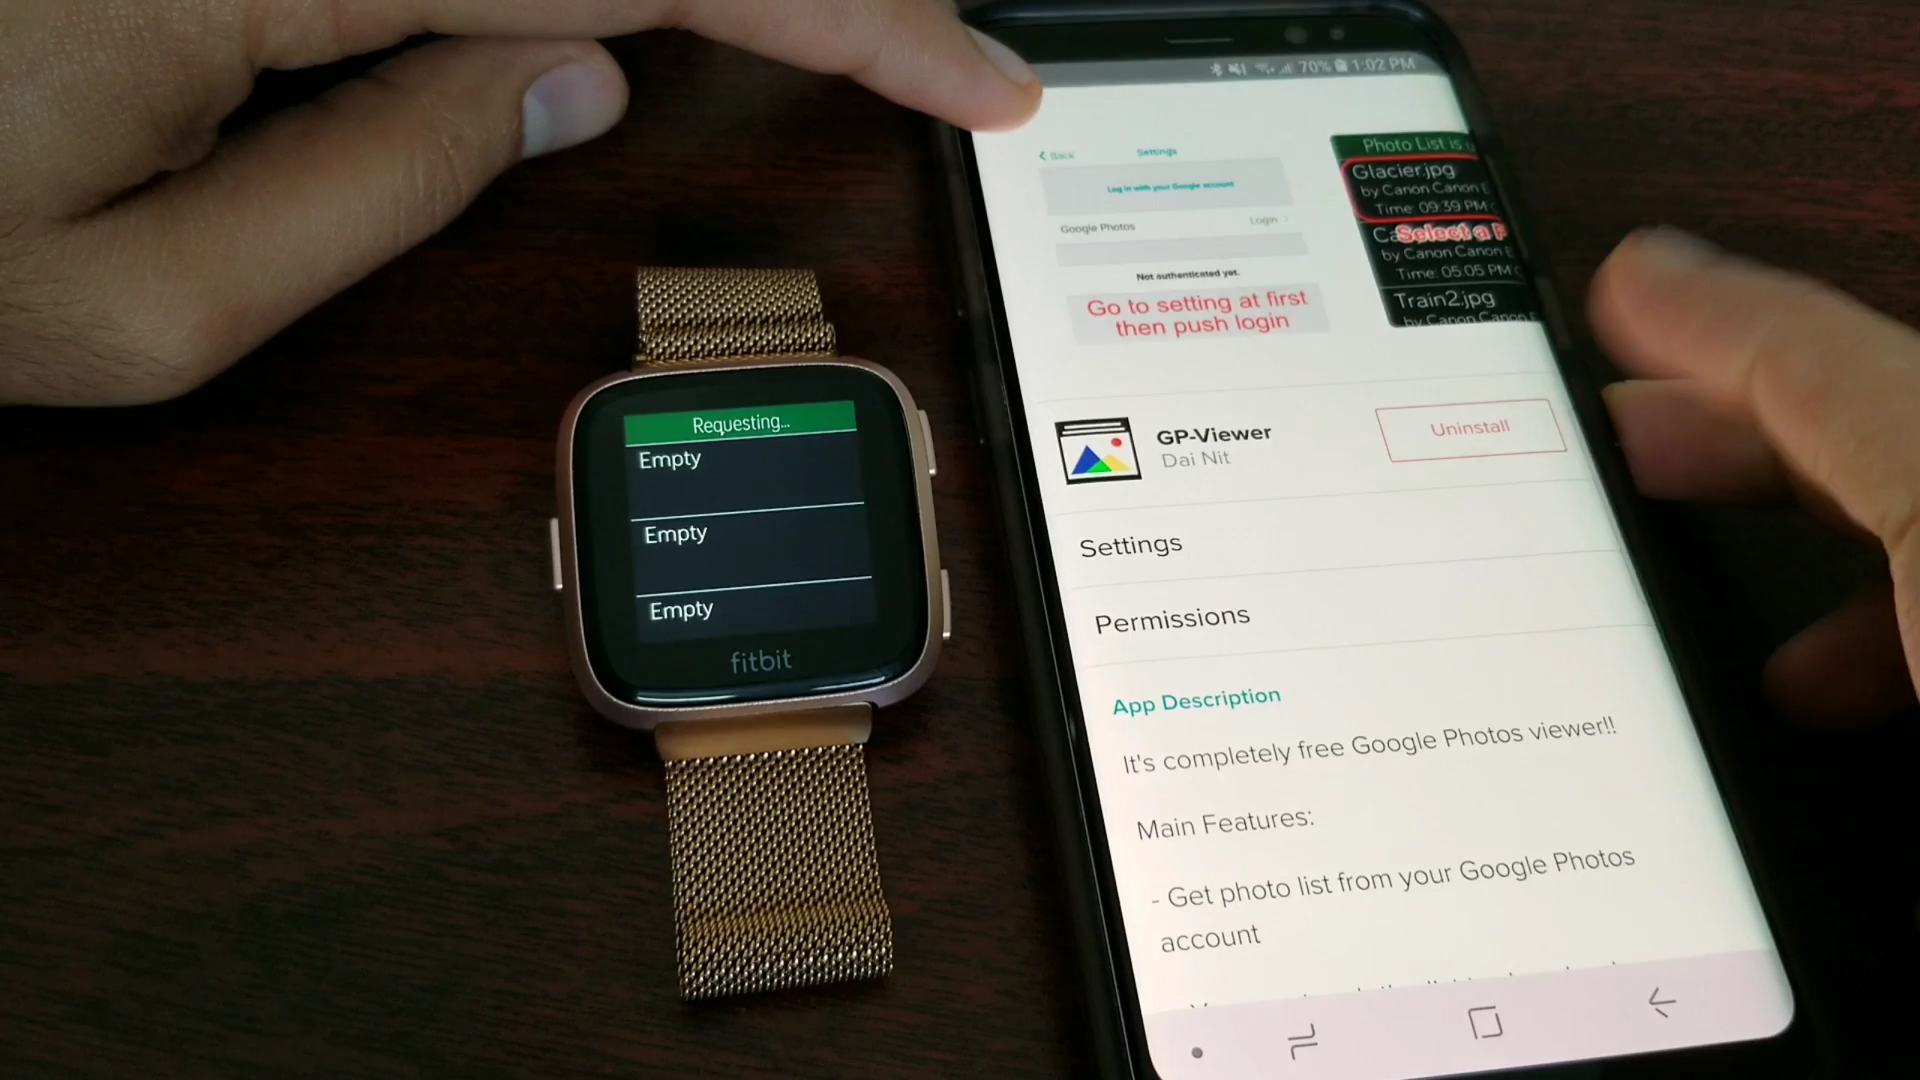 Requesting...
Empty
Empty
Empty
fitbit
70% 1:02 PM
Back
Settings
Log in with your Google account
Google Photos
Login
Not authenticated yet.
Go to setting at first
then push login
Photo List is
Glacier.jpg
by Canon Canon E
Time: 09:39 PM
Select a
by Canon Canon
Time: 05:05 PM
Train2.jpg
by Canon Canon
GP-Viewer
Dai Nit
Uninstall
Settings
Permissions
App Description
It's completely free Google Photos viewer!!
Main Features:
- Get photo list from your Google Photos
account